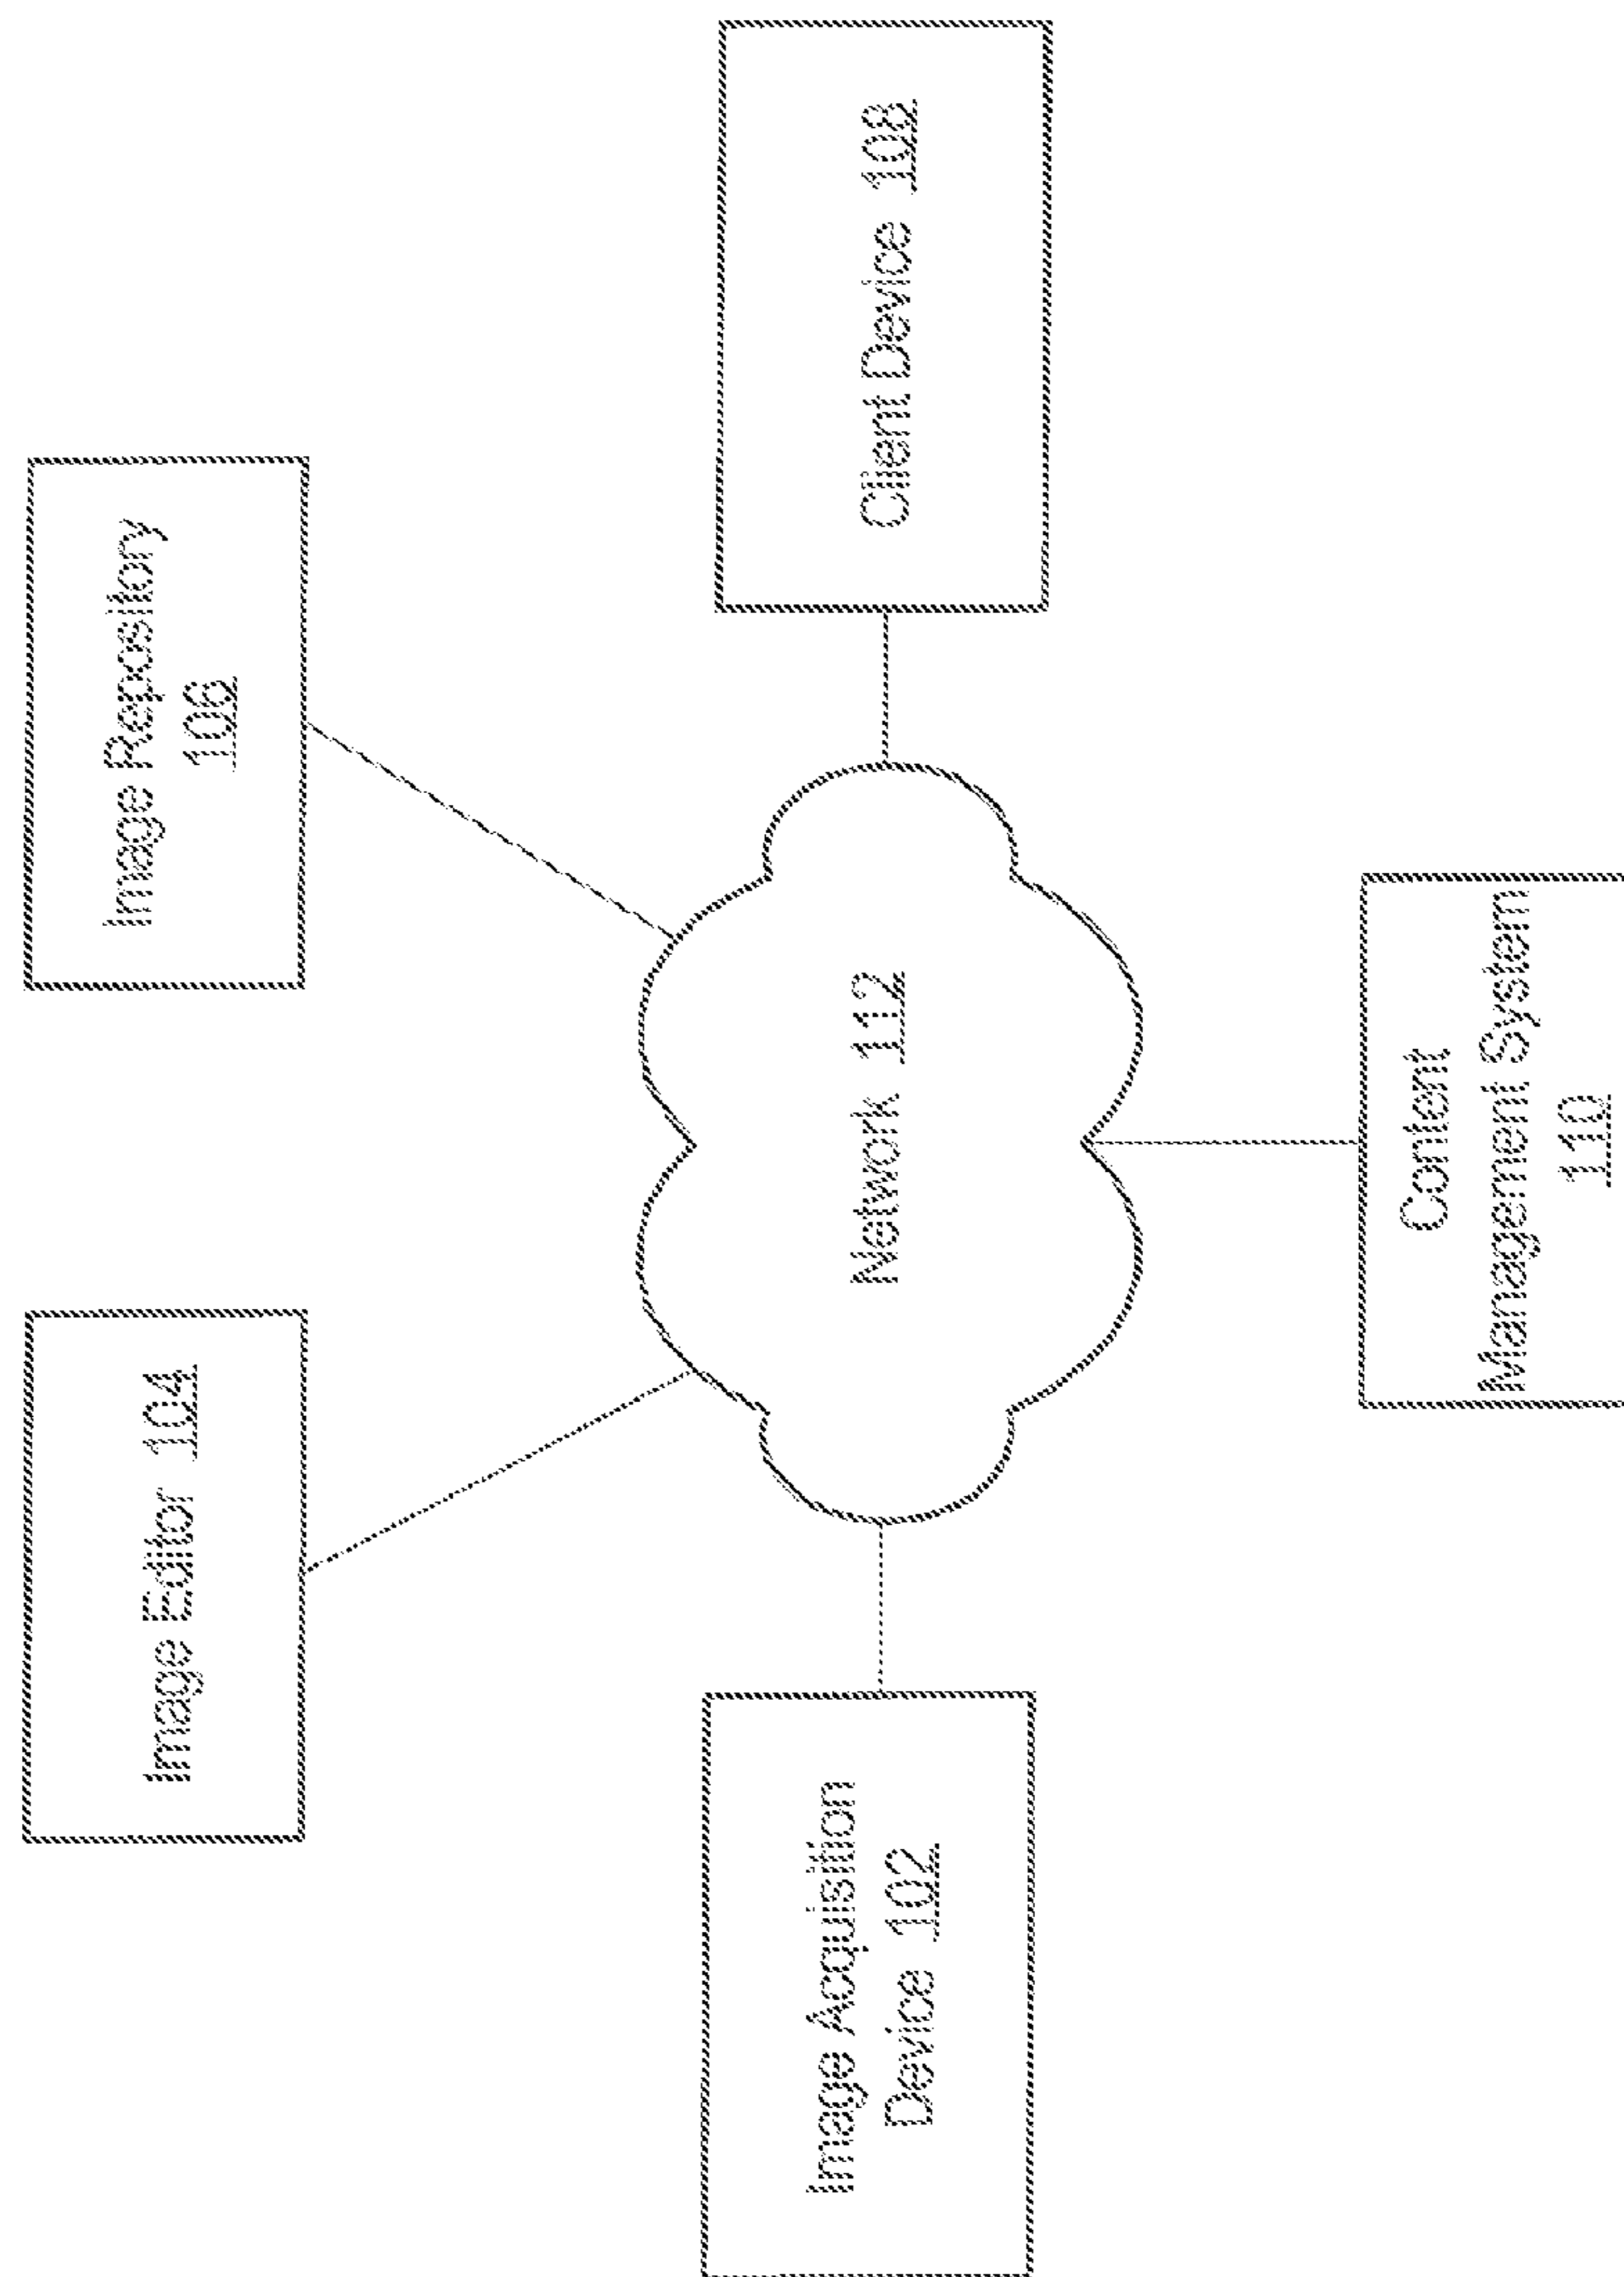 Image Editor 104
Image Repository
106
Image Acquisition
Device 102
Network 112
Client Device 108
Content
Management System
110